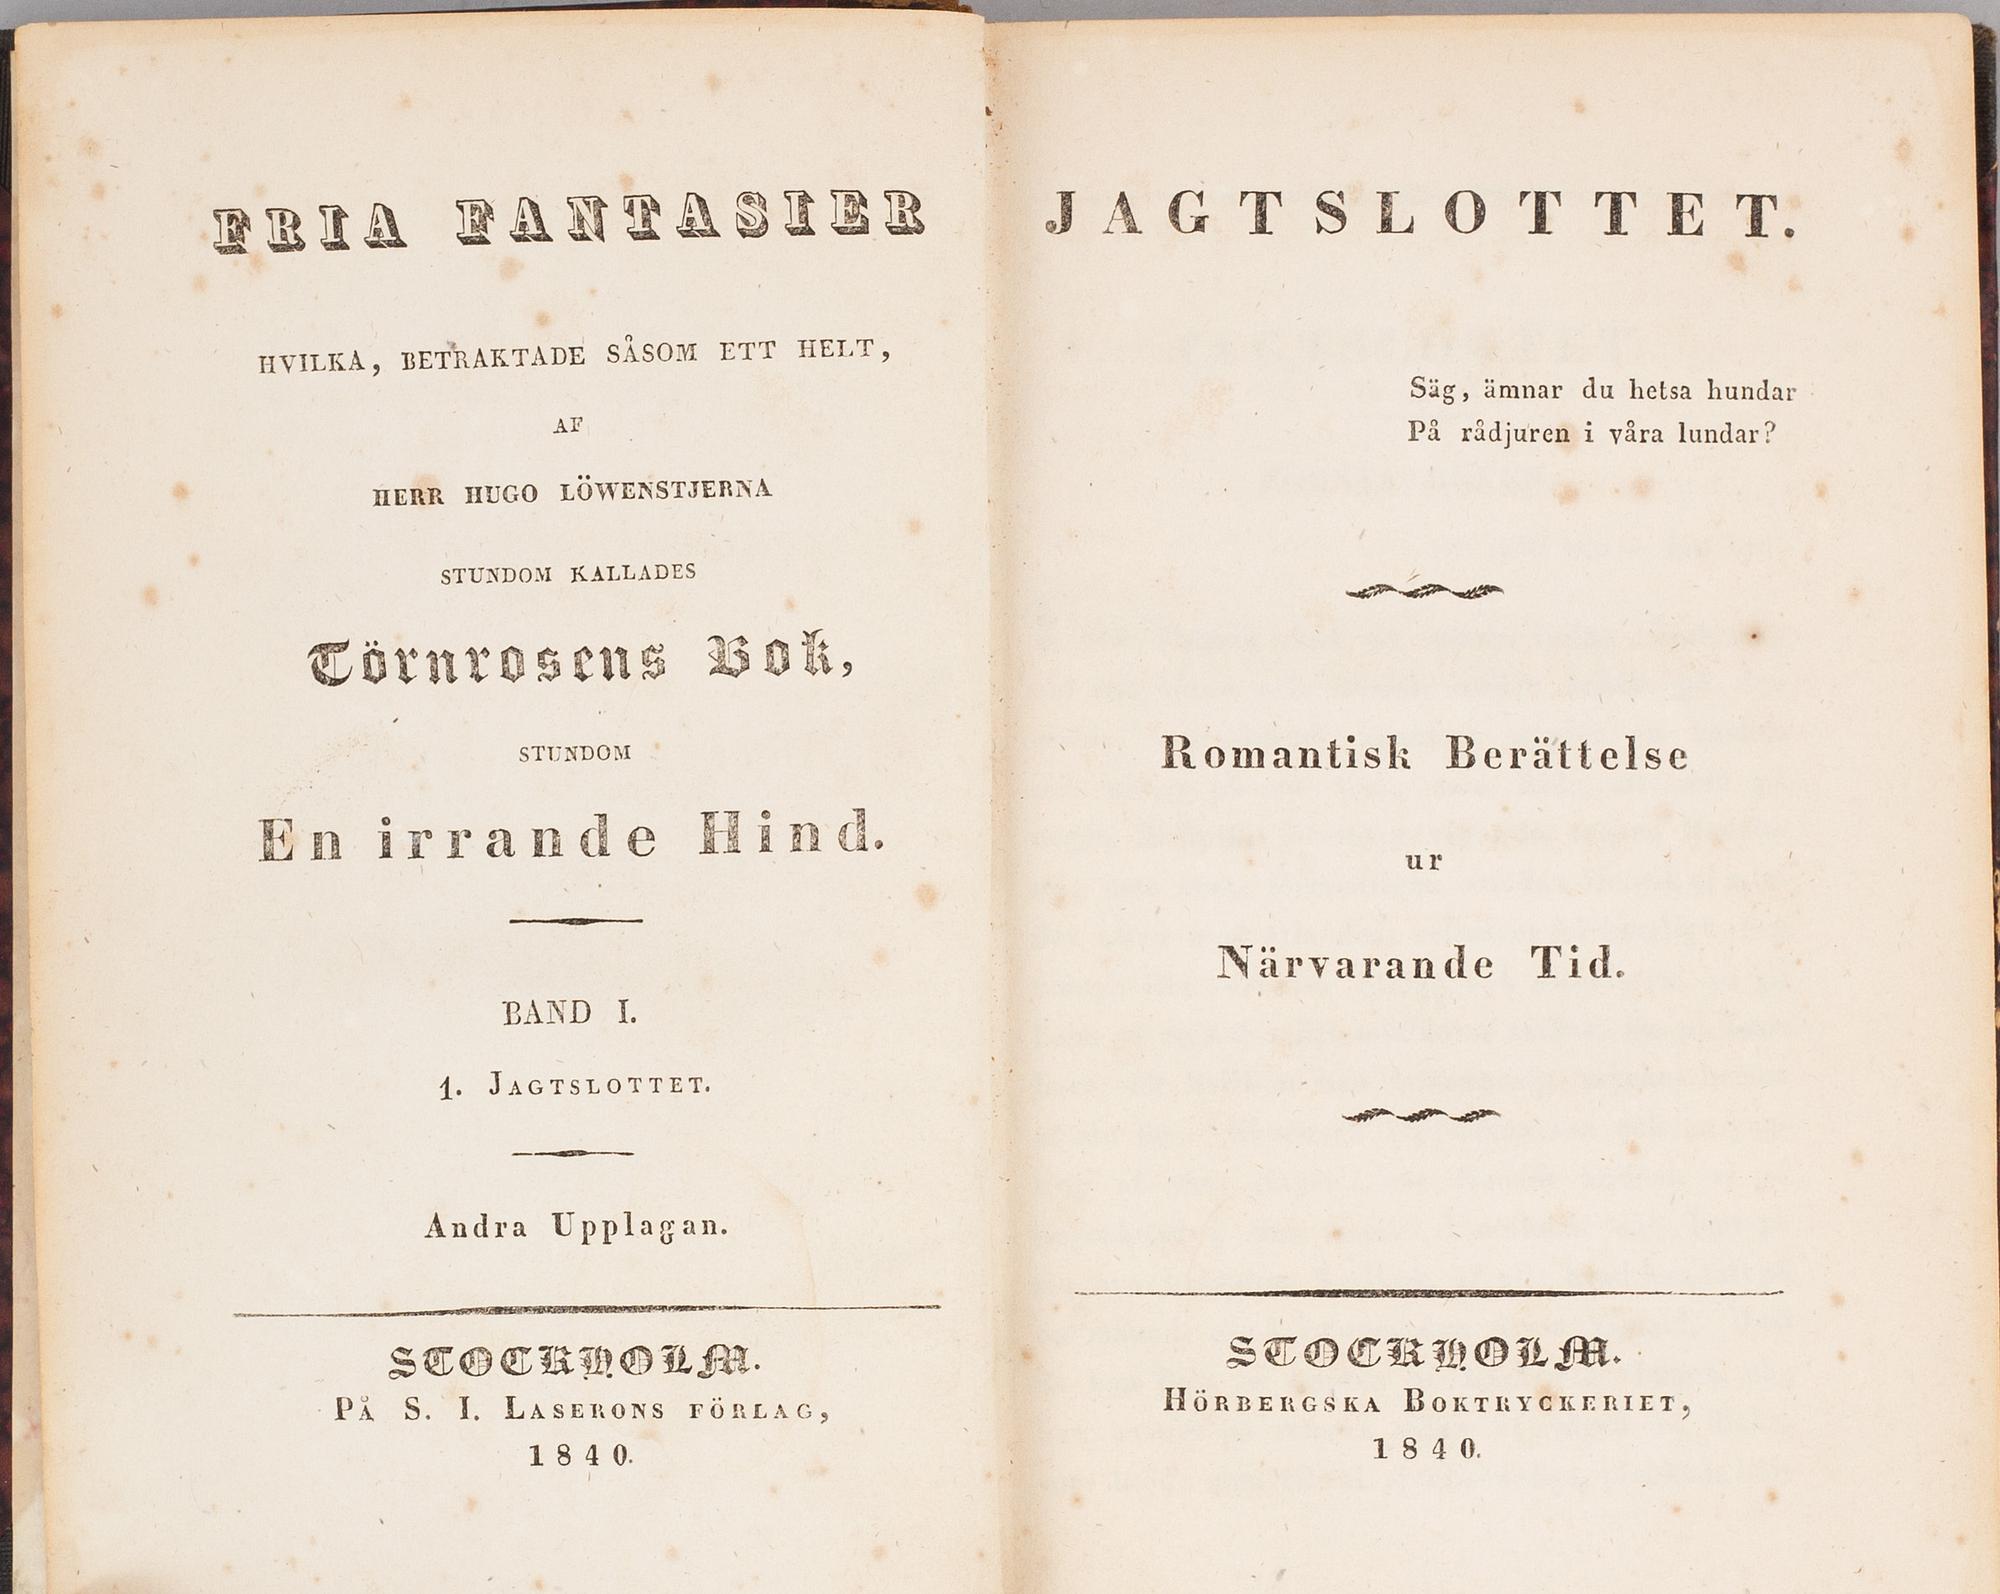 FRIA FANTASIER
HVILKA, BETRAKTADE SÅSOM ETT HELT,
AF
HERR HUGO LÖWENSTJERNA
STUNDOM KALLADES
Törnrosens Bok,
STUNDOM
En irrande Hind.
BAND I.
1. JAGTSLOTTET.
Andra Upplagan.
STOCKHOLM.
PÅ S. I. LASERONS FÖRLAG,
1840.
JAGTSLOTTET.
Säg, ämnar du hetsa hundar
På rådjuren i våra lundar?
Romantisk Berättelse
ur
Närvarande Tid.
STOCKHOLM.
HÖRBERGSKA BOKTRYCKERIET,
1840.